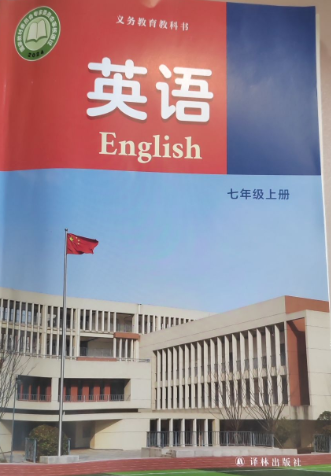 义务教育教科书
英语
English
七年级上册
译林出版社